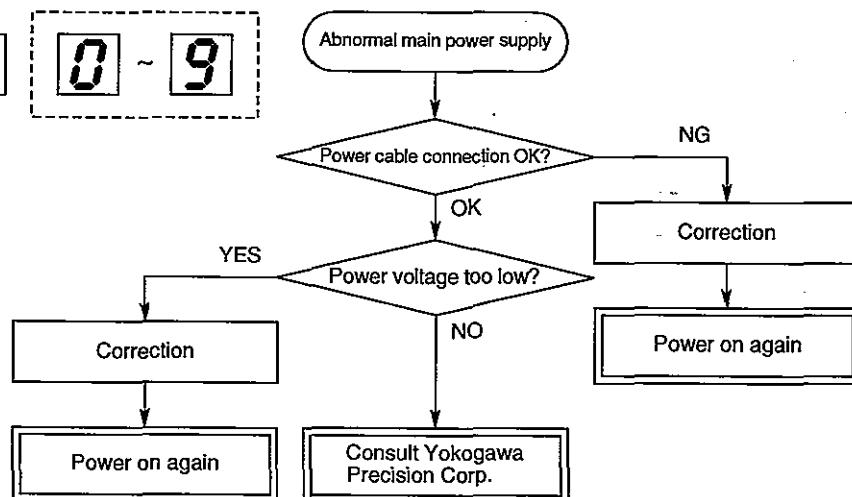 0 ~ 9
Abnormal main power supply
Power cable connection OK?
NG
OK
Correction
YES
Power voltage too low?
NO
Correction
Power on again
Power on again
Consult Yokogawa
Precision Corp.